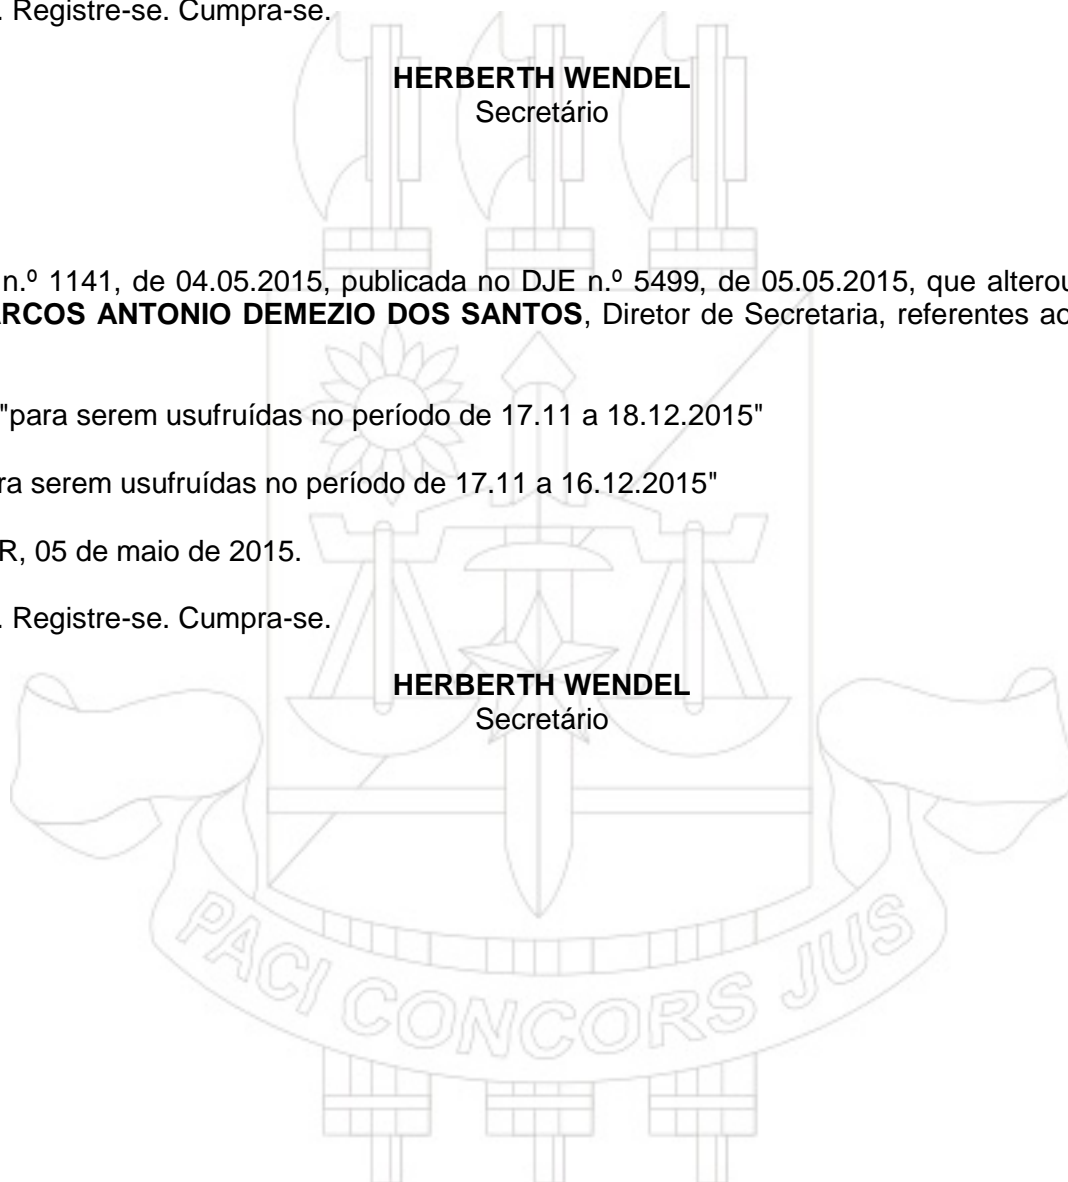 . Registre-se. Cumpra-se.
HERBERTH WENDEL
Secretário
n.º 1141, de 04.05.2015, publicada no DJE n.º 5499, de 05.05.2015, que alterou
ARCOS ANTONIO DEMEZIO DOS SANTOS, Diretor de Secretaria, referentes ao
"para serem usufruídas no período de 17.11 a 18.12.2015"
ra serem usufruídas no período de 17.11 a 16.12.2015"
R, 05 de maio de 2015.
. Registre-se. Cumpra-se.
HERBERTH WENDEL
Secretário
PACI CONCORS JUS